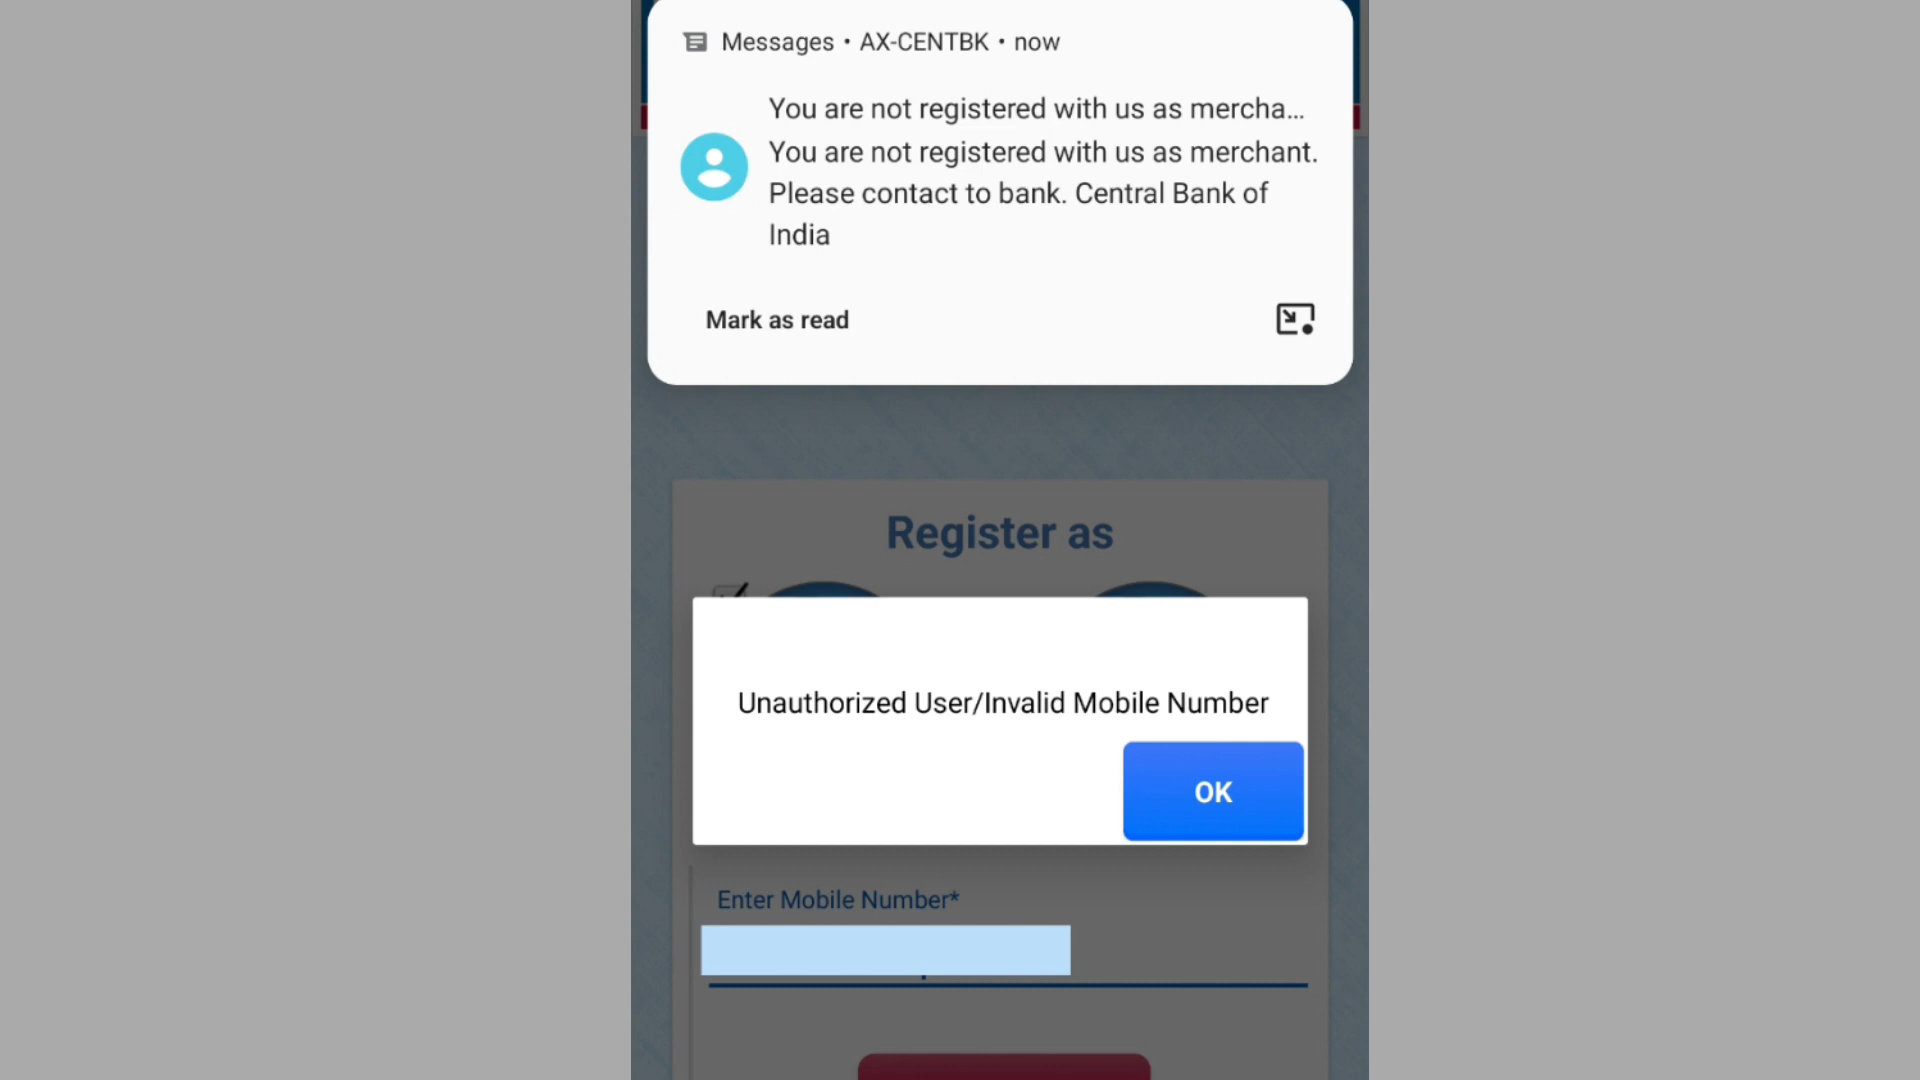 Messages • AX-CENTBK • now
You are not registered with us as mercha...
You are not registered with us as merchant.
Please contact to bank. Central Bank of
India
Mark as read
Register as
Unauthorized User/Invalid Mobile Number
OK
Enter Mobile Number*